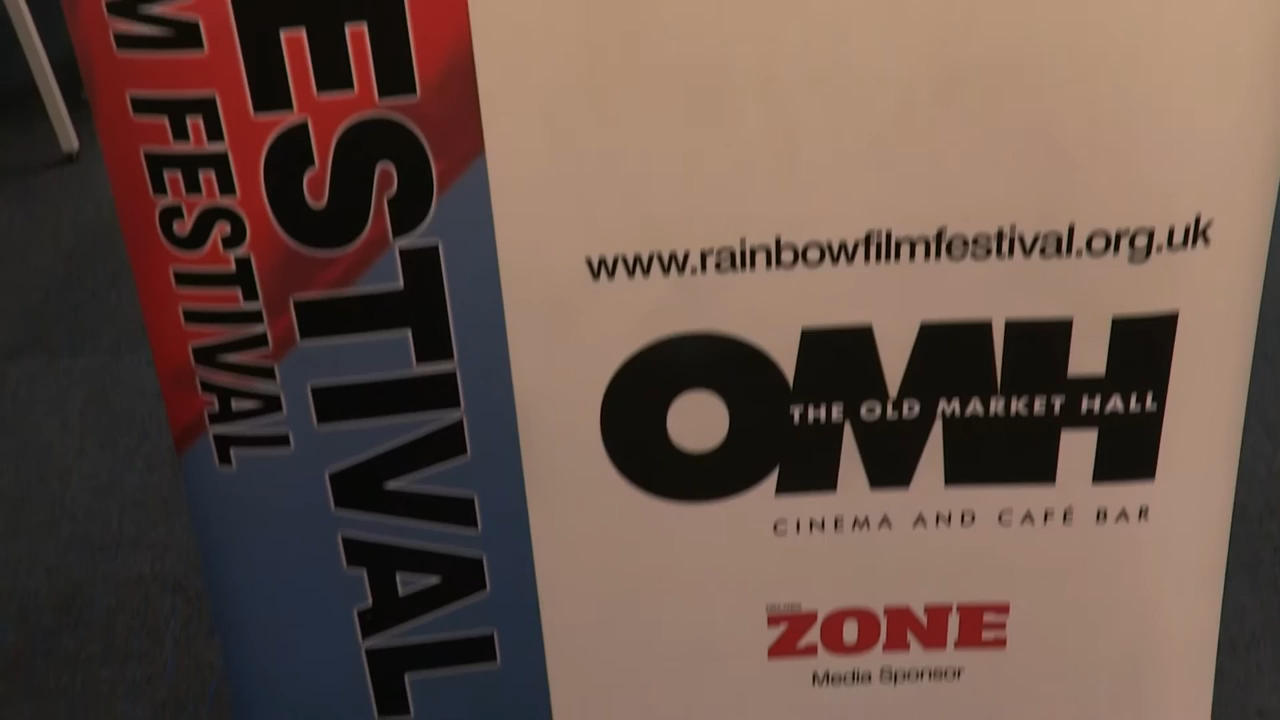 M FESTIVAL
ESTIVAL
www.rainbowfilmfestival.org.uk
OMH
THE OLD MARKET HALL
CINEMA AND CAFÉ BAR
ZONE
Media Sponsor